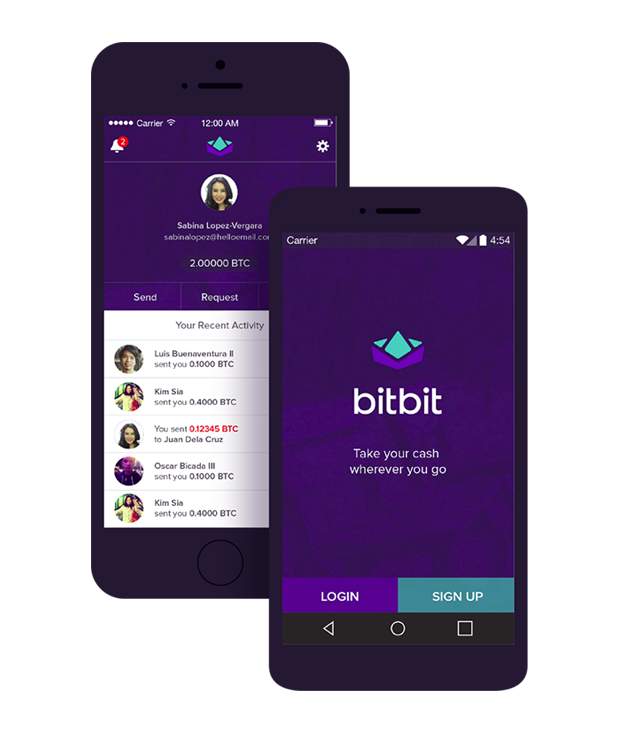 Carrier
12:00 AM
2
Sabina Lopez-Vergara
sabinalopez@helloemail.com
2.00000 BTC
Send
Request
Your Recent Activity
Luis Buenaventura II
sent you 0.1000 BTC
Kim Sia
sent you 0.4000 BTC
You sent 0.12345 BTC
to Juan Dela Cruz
Oscar Bicada III
sent you 0.1000 BTC
Kim Sia
sent you 0.4000 BTC
Carrier
4:54
bitbit
Take your cash
wherever you go
LOGIN
SIGN UP